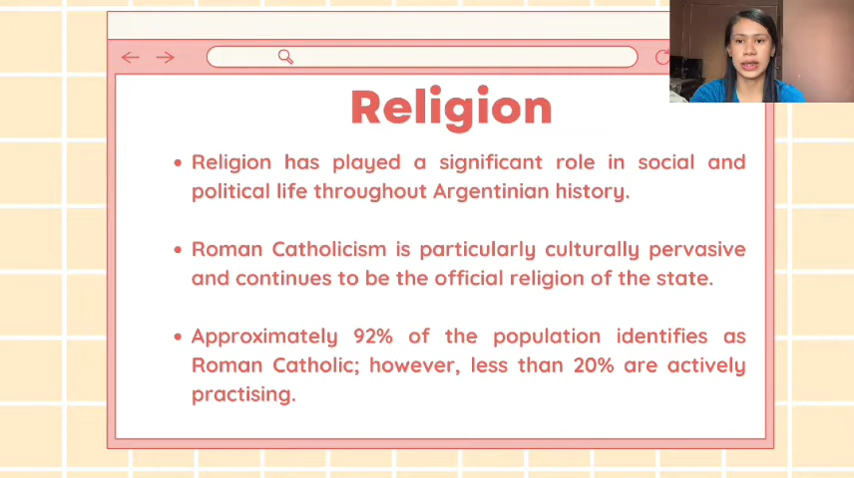 Religion
• Religion has played a significant role in social and
political life throughout Argentinian history.
• Roman Catholicism is particularly culturally pervasive
and continues to be the official religion of the state.
• Approximately 92% of the population identifies as
Roman Catholic; however, less than 20% are actively
practising.